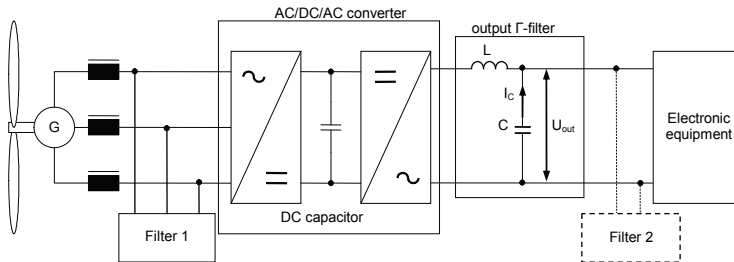 AC/DC/AC converter
output Γ-filter
L
I_C
G
C
U_out
Electronic
equipment
DC capacitor
Filter 1
Filter 2